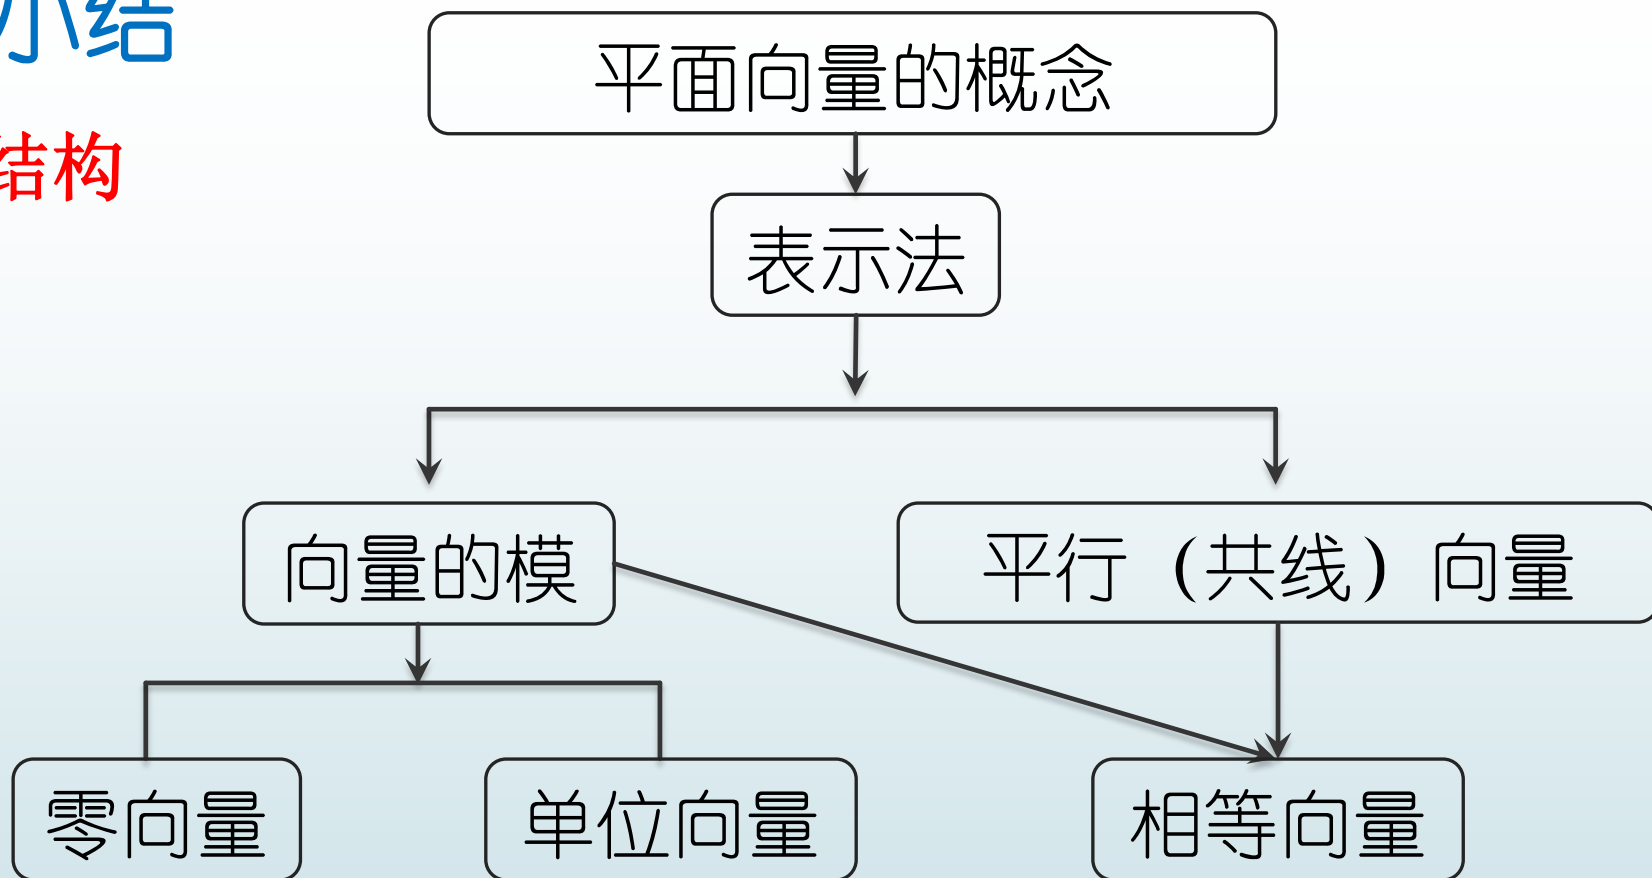 小结
结构
平面向量的概念
表示法
向量的模
平行（共线）向量
零向量
单位向量
相等向量